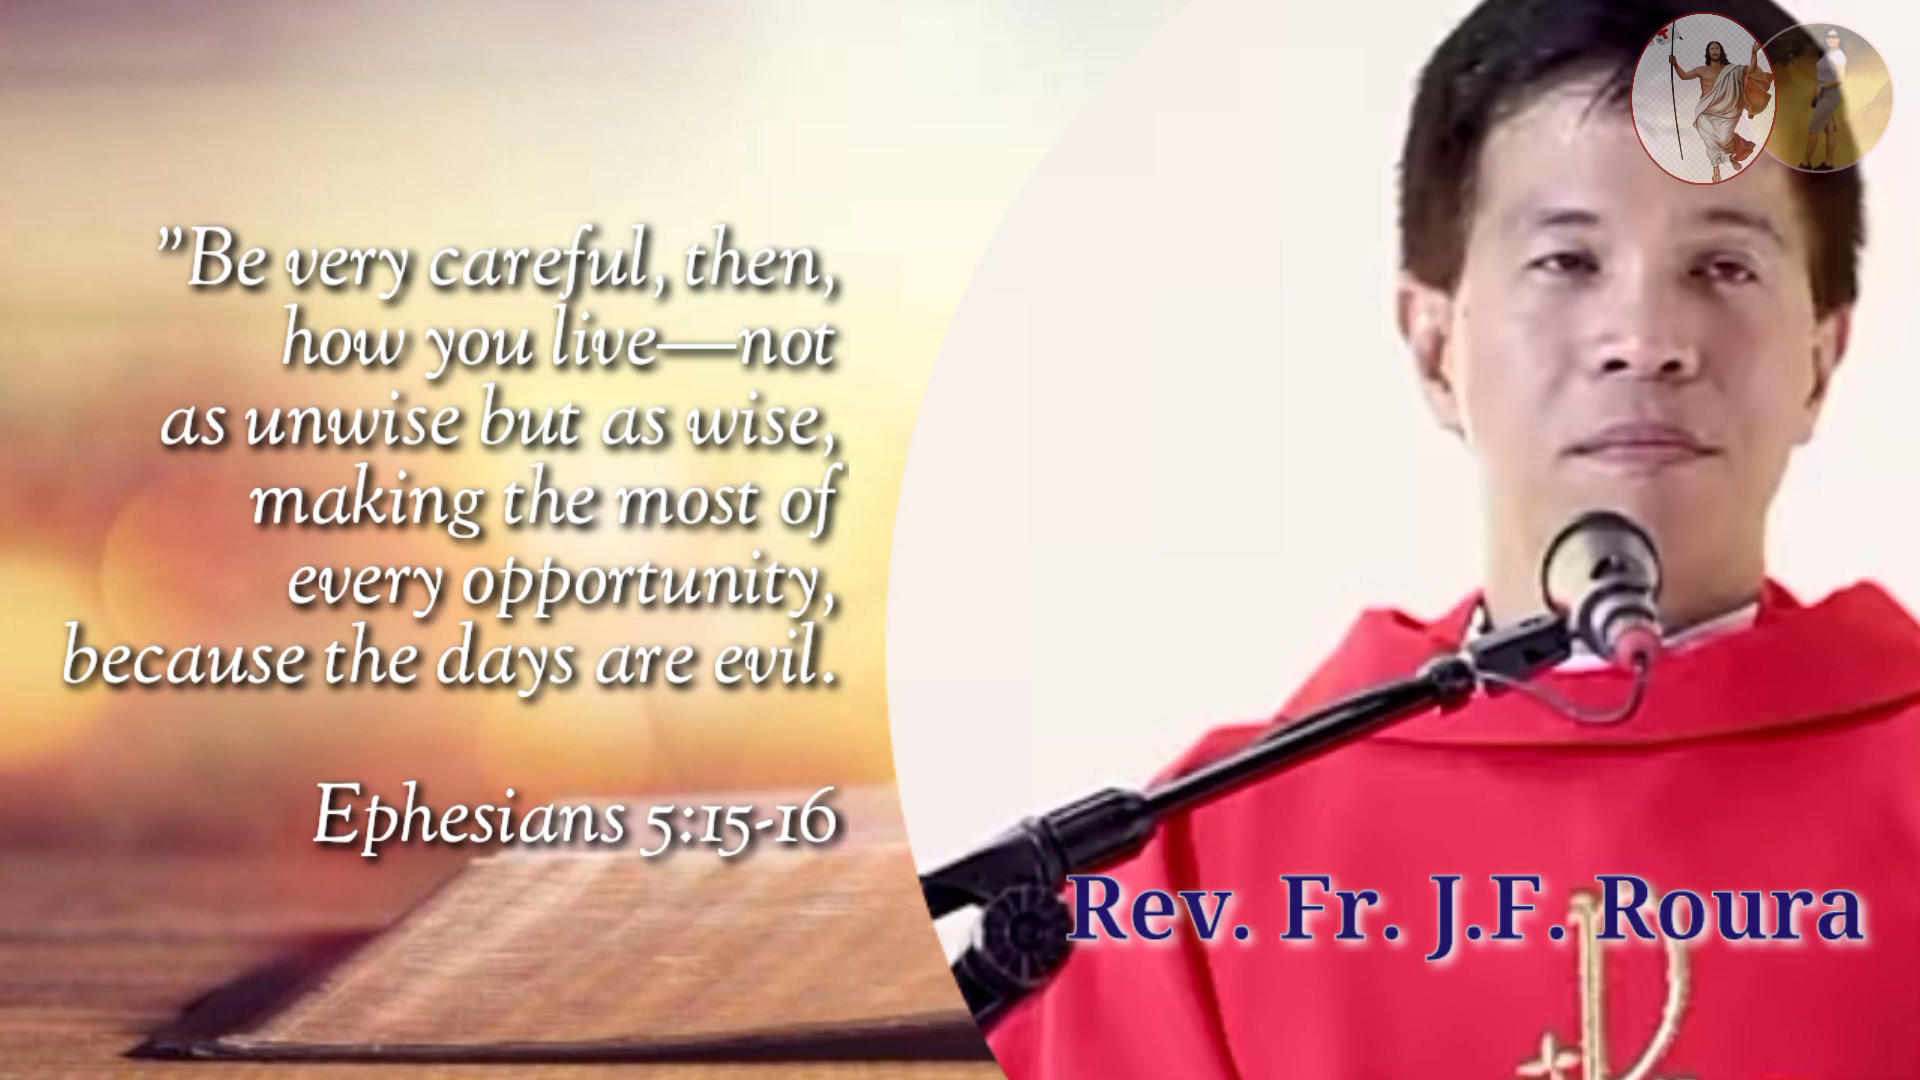 ”Be very careful, then,
how you live—not
as unwise but as wise,
making the most of
every opportunity,
because the days are evil.
Ephesians 5:15-16
Rev. Fr. J.F. Roura